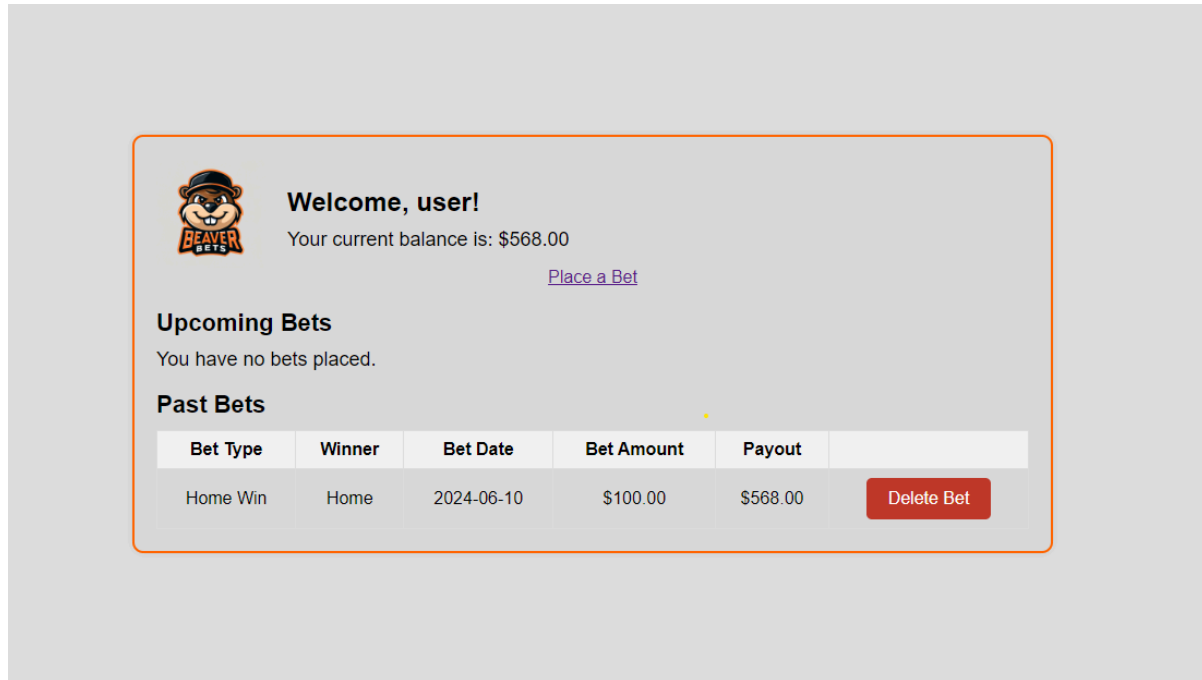 BEAVER
BETS
Welcome, user!
Your current balance is: $568.00
Place a Bet
Upcoming Bets
You have no bets placed.
Past Bets
Bet Type Winner Bet Date Bet Amount Payout
Home Win Home 2024-06-10 $100.00 $568.00 Delete Bet